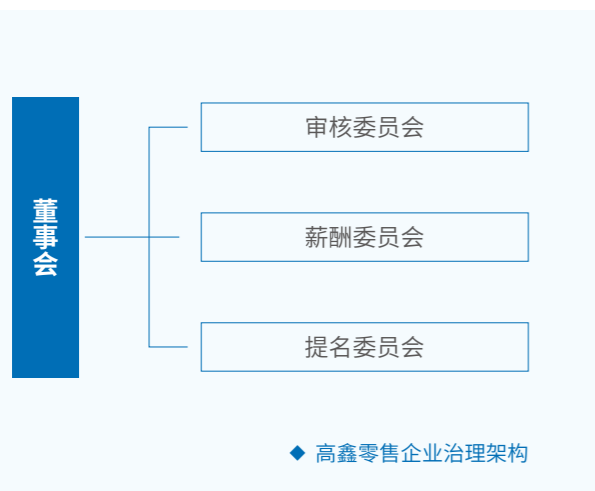 董事会
审核委员会
薪酬委员会
提名委员会
◆ 高鑫零售企业治理架构